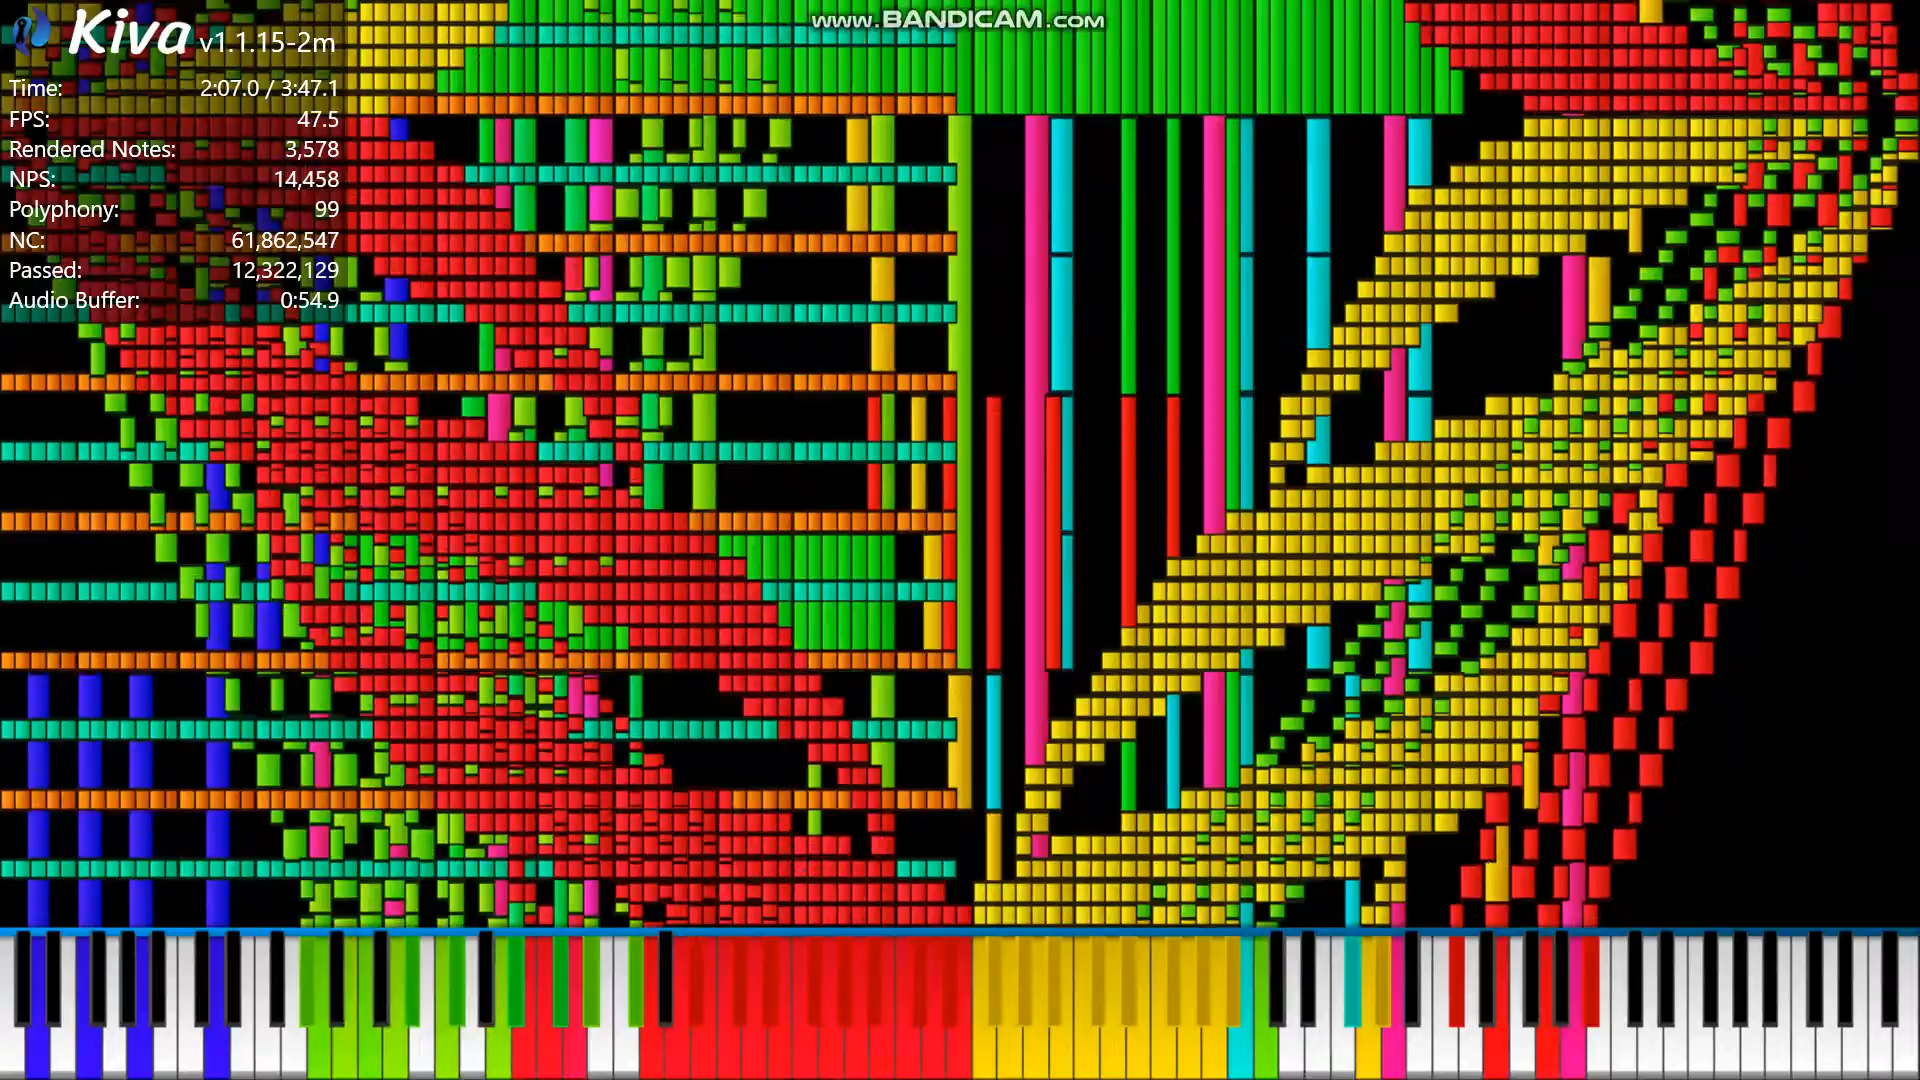 www.BANDICAM.com
Kiva v1.1.15-2m
Time: 2:07.0 / 3:47.1
FPS: 47.5
Rendered Notes: 3,578
NPS: 14,458
Polyphony: 99
NC: 61,862,547
Passed: 12,322,129
Audio Buffer: 0:54.9